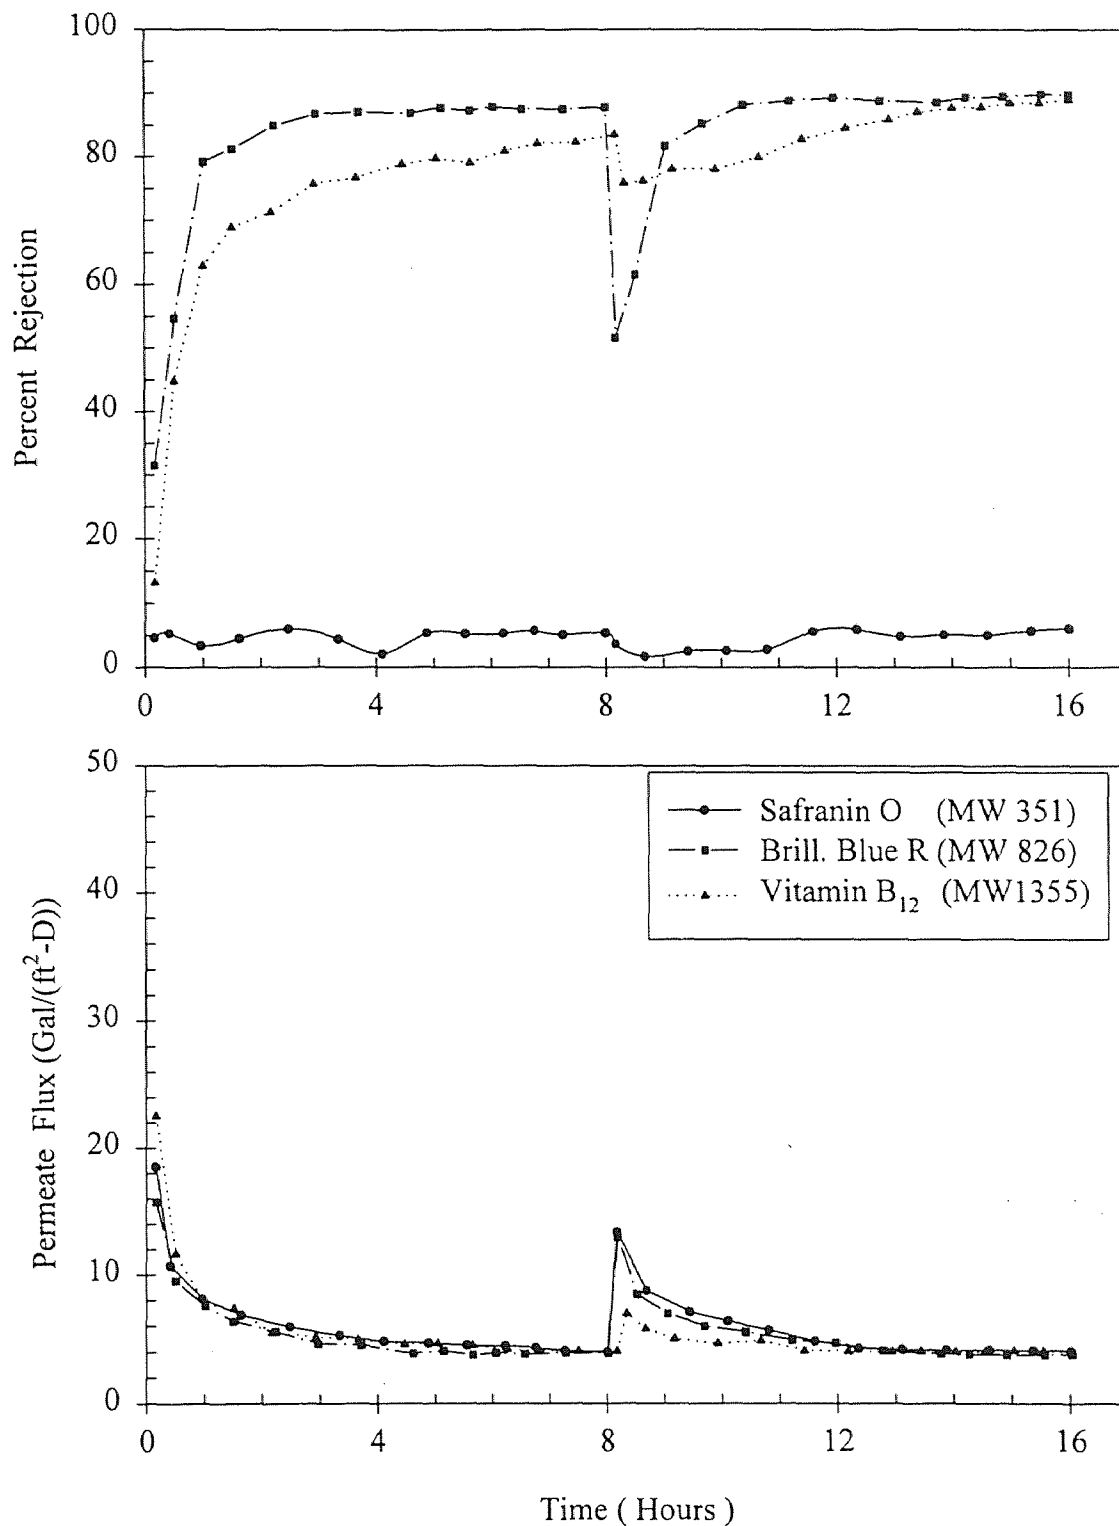 100
80
60
40
20
0
Percent Rejection
0 4 8 12 16
50
40
30
20
10
0
Permeate Flux (Gal/(ft²-D))
Safranin O (MW 351)
Brill. Blue R (MW 826)
Vitamin B₁₂ (MW1355)
0 4 8 12 16
Time ( Hours )